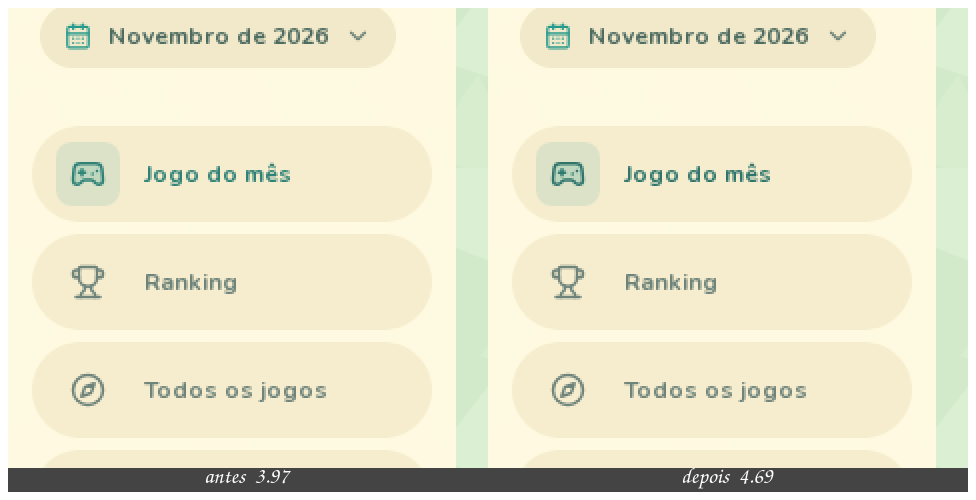 Novembro de 2026
Jogo do mês
Ranking
Todos os jogos
antes 3.97
Novembro de 2026
Jogo do mês
Ranking
Todos os jogos
depois 4.69